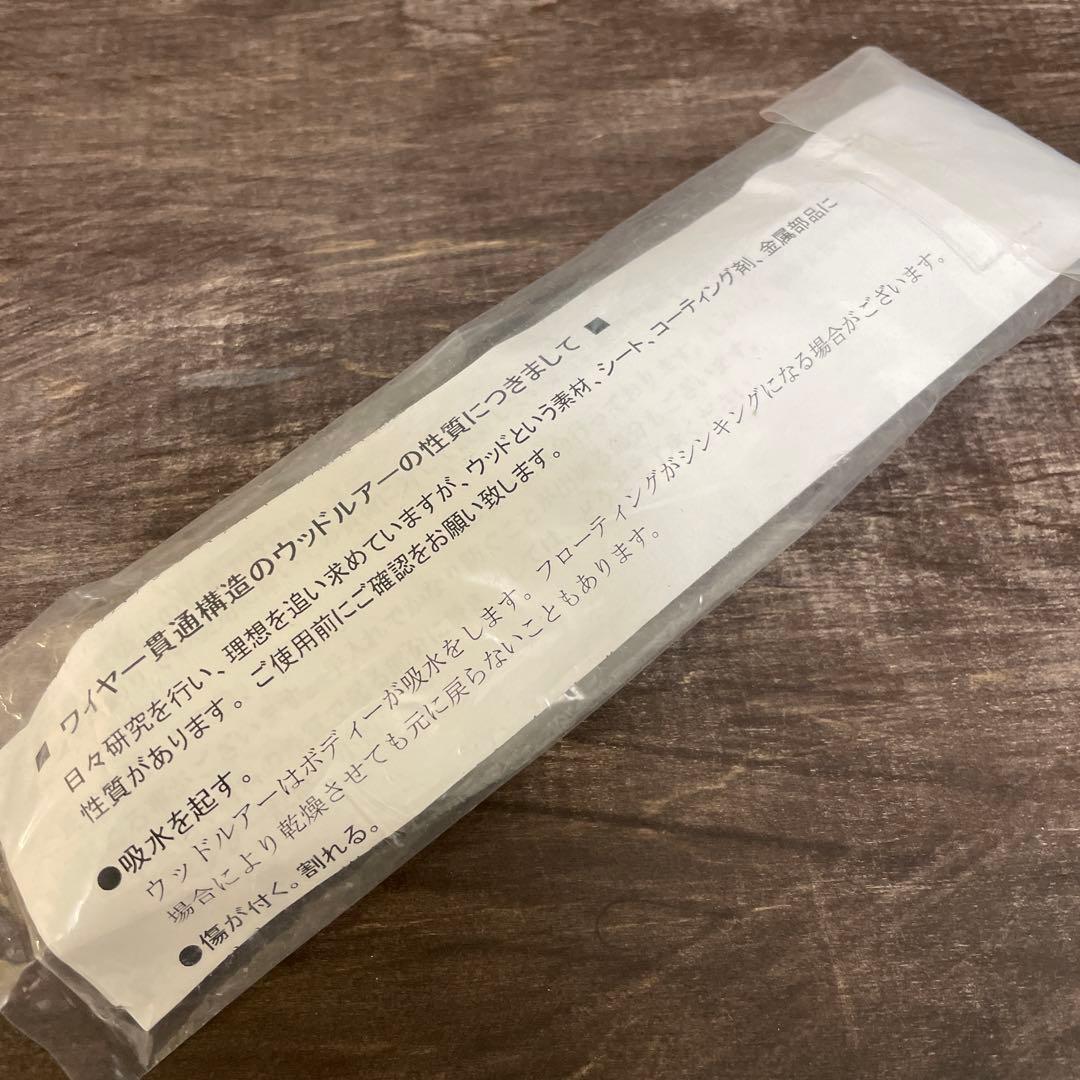 ■ ワイヤー貫通構造のウッドルアーの性質につきまして ■
日々研究を行い、理想を追い求めていますが、ウッドという素材、シート、コーティング剤、金属部品に
性質があります。ご使用前にご確認をお願い致します。
●吸水を起す。
ウッドルアーはボディーが吸水をします。フローティングがシンキングになる場合がございます。
場合により乾燥させても元に戻らないこともあります。
●傷が付く。割れる。